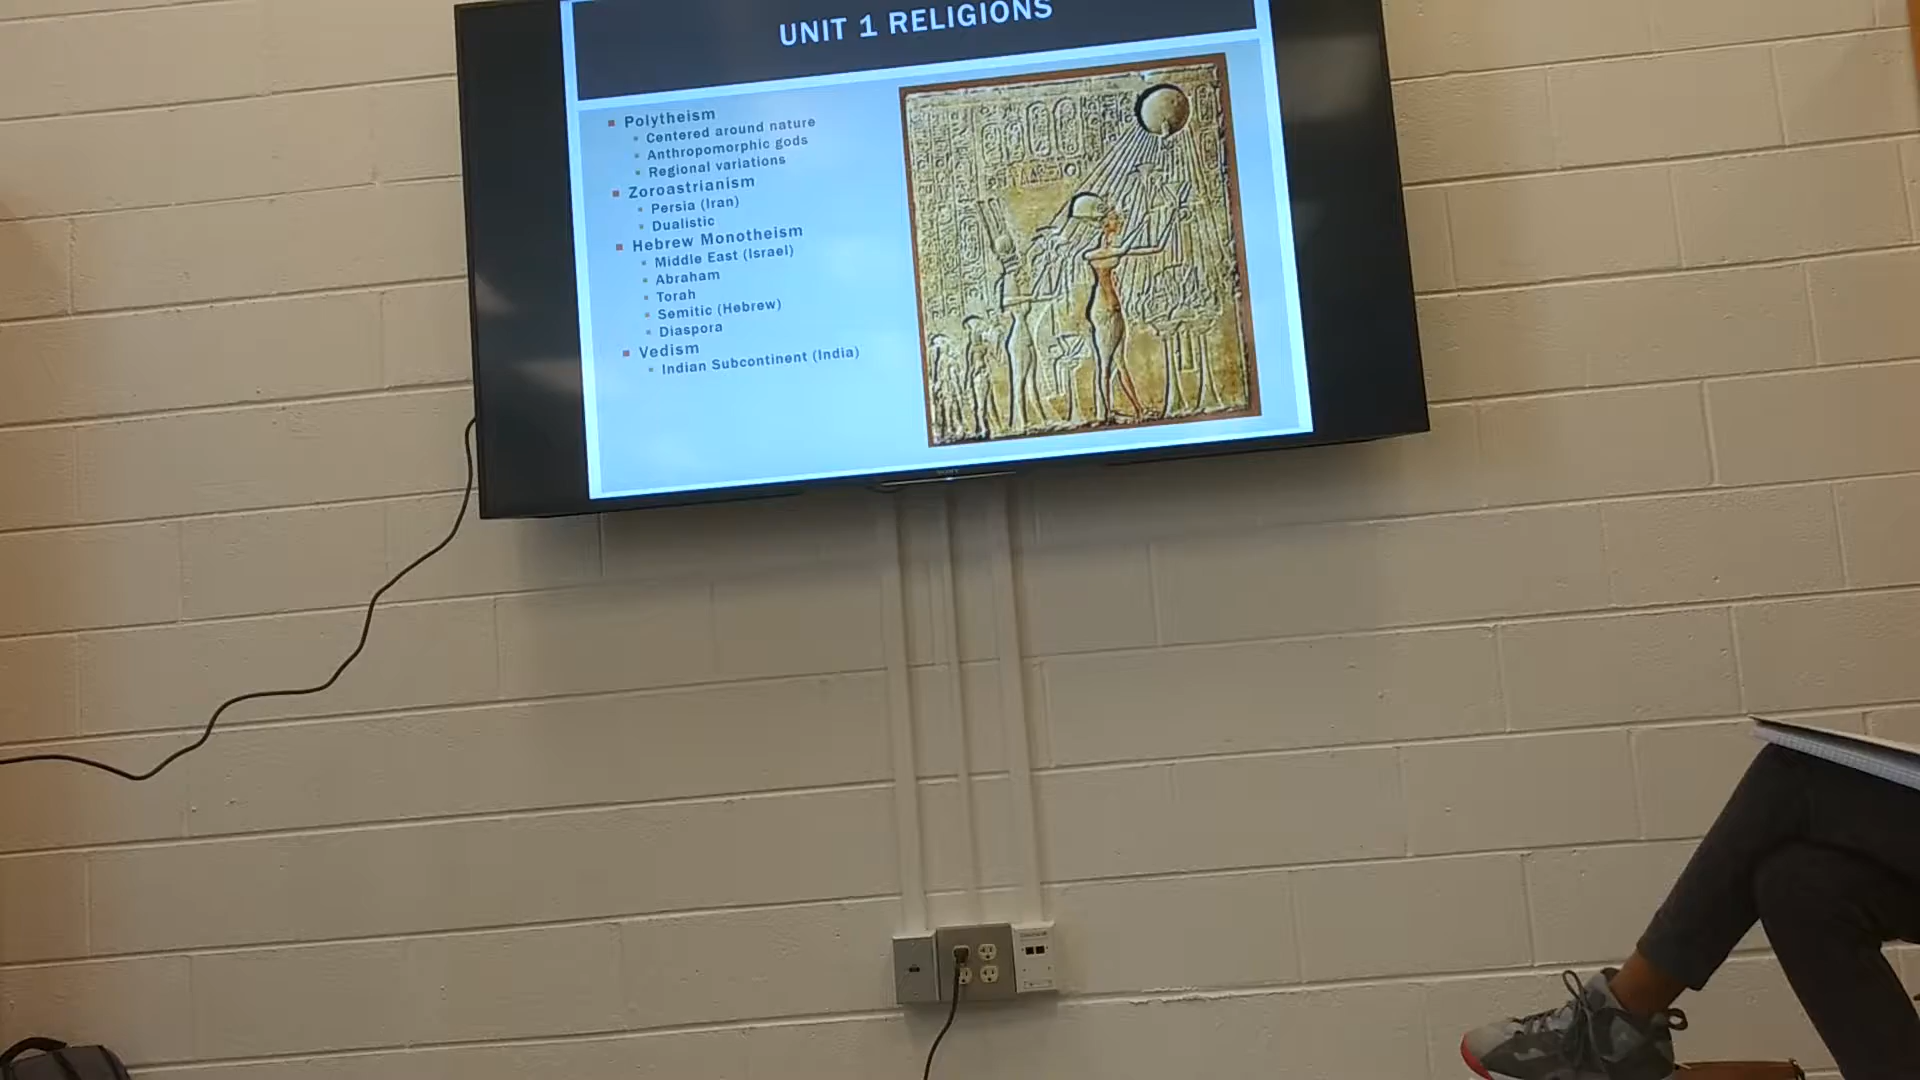 UNIT 1 RELIGIONS
Polytheism
Centered around nature
Anthropomorphic gods
Regional variations
Zoroastrianism
Persia (Iran)
Dualistic
Hebrew Monotheism
Middle East (Israel)
Abraham
Torah
Semitic (Hebrew)
Diaspora
Vedism
Indian Subcontinent (India)
SONY